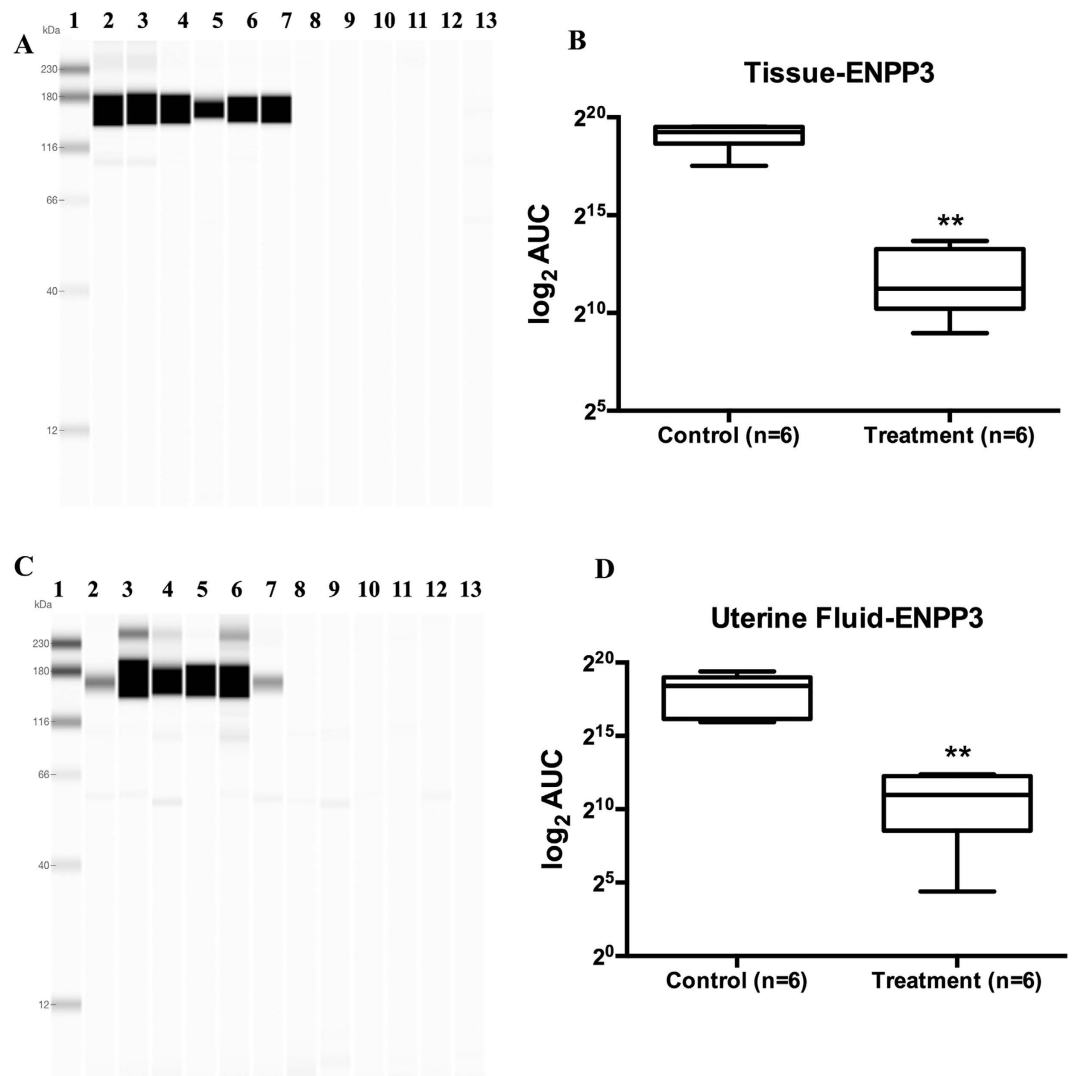 A
kDa
1 2 3 4 5 6 7 8 9 10 11 12 13
230
180
116
66
40
12
B
Tissue-ENPP3
log2 AUC
2^20
2^15
2^10
2^5
**
Control (n=6)
Treatment (n=6)
C
kDa
1 2 3 4 5 6 7 8 9 10 11 12 13
230
180
116
66
40
12
D
Uterine Fluid-ENPP3
log2 AUC
2^20
2^15
2^10
2^5
2^0
**
Control (n=6)
Treatment (n=6)